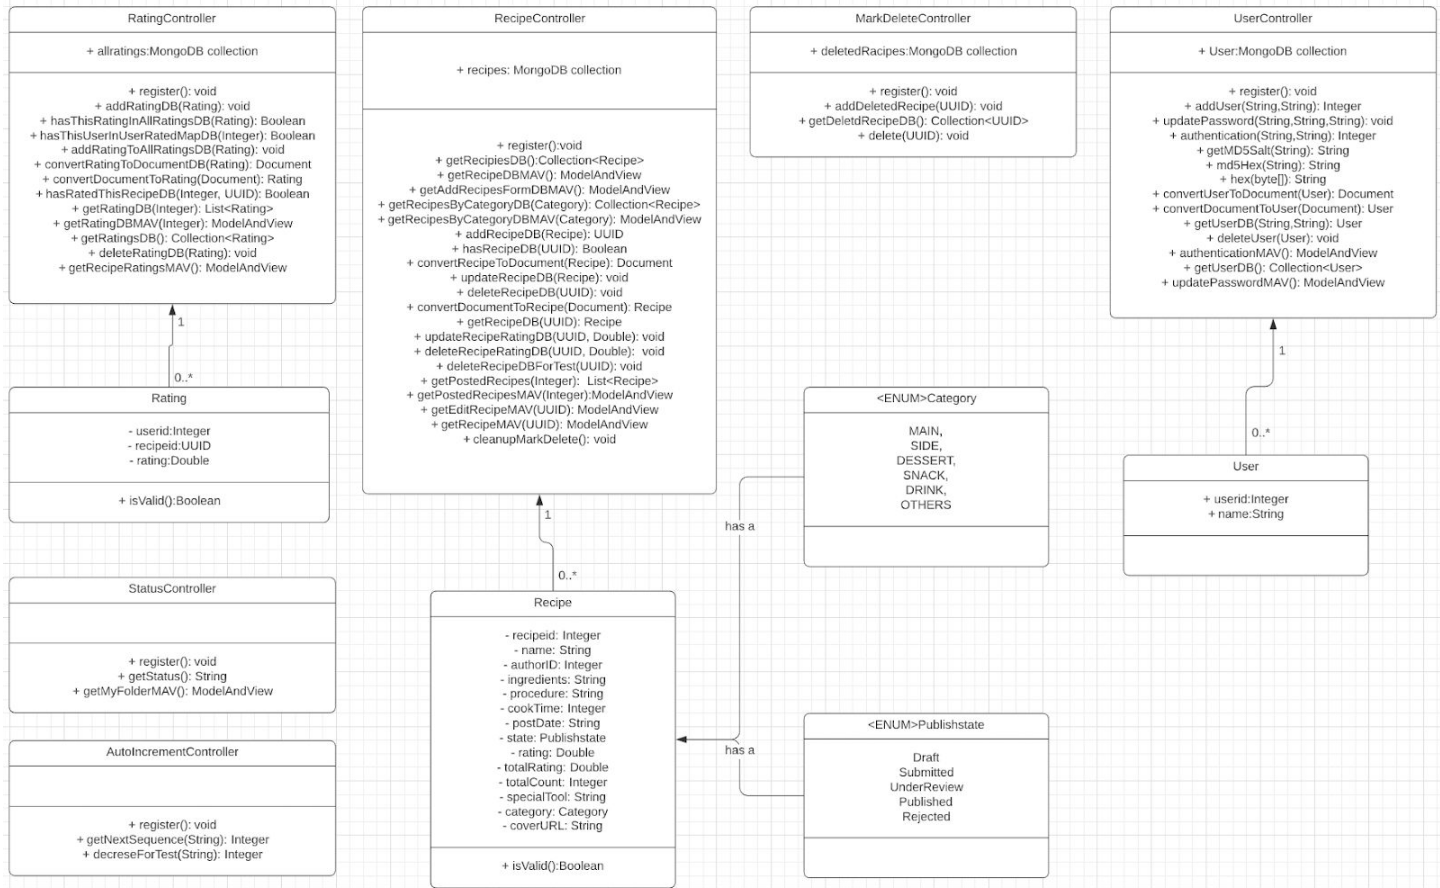 RatingController
+ allratings:MongoDB collection
+ register(): void
+ addRatingDB(Rating): void
+ hasThisRatingInAllRatingsDB(Rating): Boolean
+ hasThisUserInUserRatedMapDB(Integer): Boolean
+ addRatingToAllRatingsDB(Rating): void
+ convertRatingToDocumentDB(Rating): Document
+ convertDocumentToRating(Document): Rating
+ hasRatedThisRecipeDB(Integer, UUID): Boolean
+ getRatingDB(Integer): List<Rating>
+ getRatingDBMAV(Integer): ModelAndView
+ getRatingsDB(): Collection<Rating>
+ deleteRatingDB(Rating): void
+ getRecipeRatingsMAV(): ModelAndView
1
0..*
Rating
- userid:Integer
- recipeid:UUID
- rating:Double
+ isValid():Boolean
StatusController
+ register(): void
+ getStatus(): String
+ getMyFolderMAV(): ModelAndView
AutoIncrementController
+ register(): void
+ getNextSequence(String): Integer
+ decreseForTest(String): Integer
RecipeController
+ recipes: MongoDB collection
+ register():void
+ getRecipiesDB():Collection<Recipe>
+ getRecipeDBMAV(): ModelAndView
+ getAddRecipesFormDBMAV(): ModelAndView
+ getRecipesByCategoryDB(Category): Collection<Recipe>
+ getRecipesByCategoryDBMAV(Category): ModelAndView
+ addRecipeDB(Recipe): UUID
+ hasRecipeDB(UUID): Boolean
+ convertRecipeToDocument(Recipe): Document
+ updateRecipeDB(Recipe): void
+ deleteRecipeDB(UUID): void
+ convertDocumentToRecipe(Document): Recipe
+ getRecipeDB(UUID): Recipe
+ updateRecipeRatingDB(UUID, Double): void
+ deleteRecipeRatingDB(UUID, Double): void
+ deleteRecipeDBForTest(UUID): void
+ getPostedRecipes(Integer): List<Recipe>
+ getPostedRecipesMAV(Integer):ModelAndView
+ getEditRecipeMAV(UUID): ModelAndView
+ getRecipeMAV(UUID): ModelAndView
+ cleanupMarkDelete(): void
1
0..*
Recipe
- recipeid: Integer
- name: String
- authorID: Integer
- ingredients: String
- procedure: String
- cookTime: Integer
- postDate: String
- state: Publishstate
- rating: Double
- totalRating: Double
- totalCount: Integer
- specialTool: String
- category: Category
- coverURL: String
+ isValid():Boolean
MarkDeleteController
+ deletedRacipes:MongoDB collection
+ register(): void
+ addDeletedRecipe(UUID): void
+ getDeletdRecipeDB(): Collection<UUID>
+ delete(UUID): void
<ENUM>Category
MAIN,
SIDE,
DESSERT,
SNACK,
DRINK,
OTHERS
has a
has a
<ENUM>Publishstate
Draft
Submitted
UnderReview
Published
Rejected
UserController
+ User:MongoDB collection
+ register(): void
+ addUser(String,String): Integer
+ updatePassword(String,String,String): void
+ authentication(String,String): Integer
+ getMD5Salt(String): String
+ md5Hex(String): String
+ hex(byte[]): String
+ convertUserToDocument(User): Document
+ convertDocumentToUser(Document): User
+ getUserDB(String,String): User
+ deleteUser(User): void
+ authenticationMAV(): ModelAndView
+ getUserDB(): Collection<User>
+ updatePasswordMAV(): ModelAndView
1
0..*
User
+ userid:Integer
+ name:String